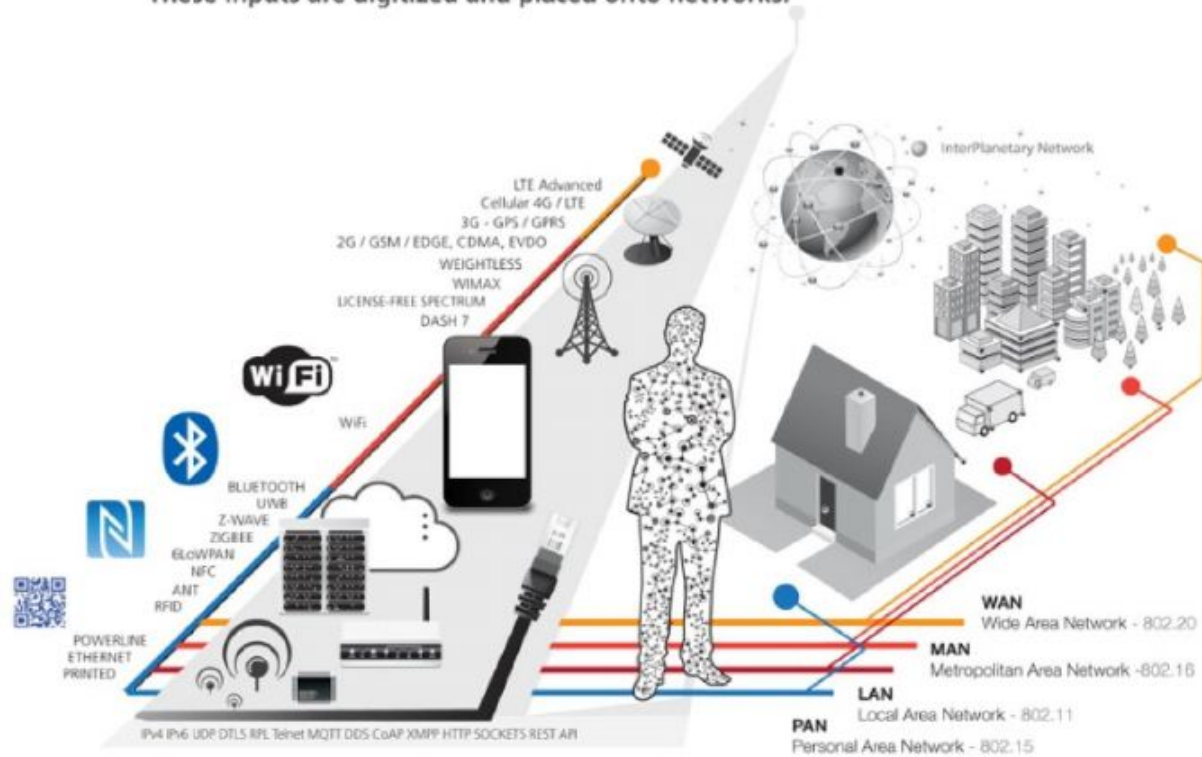 These inputs are digitized and placed onto networks.
InterPlanetary Network
LTE Advanced
Cellular 4G / LTE
3G - GPS / GPRS
2G / GSM / EDGE, CDMA, EVDO
WEIGHTLESS
WIMAX
LICENSE-FREE SPECTRUM
DASH 7
WiFi
WiFi
BLUETOOTH
UWB
Z-WAVE
ZIGBEE
6LoWPAN
NFC
ANT
RFID
POWERLINE
ETHERNET
PRINTED
WAN
Wide Area Network - 802.20
MAN
Metropolitan Area Network -802.16
LAN
Local Area Network - 802.11
PAN
Personal Area Network - 802.15
IPv4 IPv6 UDP DTLS RPL Telnet MQTT DDS CoAP XMPP HTTP SOCKETS REST API